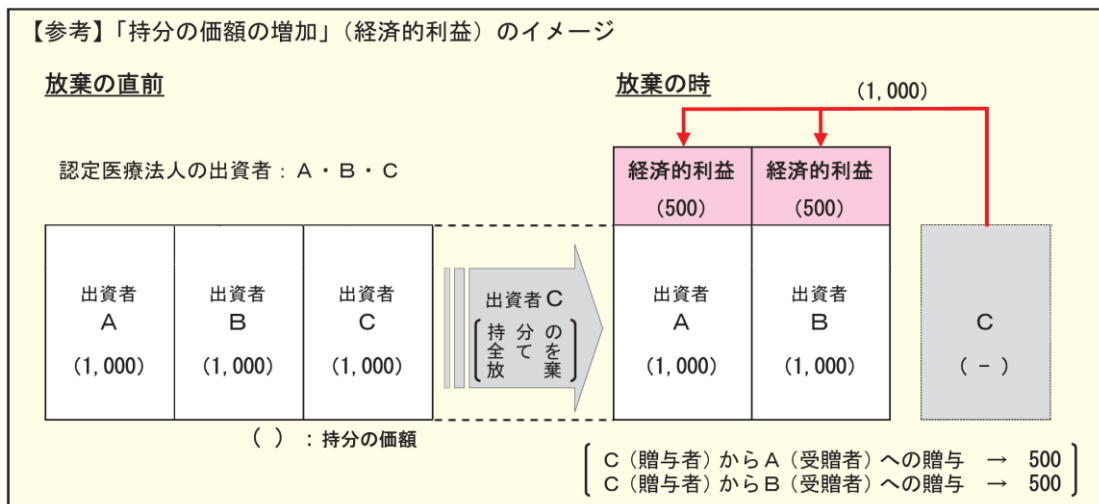 【参考】「持分の価額の増加」(経済的利益)のイメージ
放棄の直前
認定医療法人の出資者:A・B・C
出資者
A
(1,000)
出資者
B
(1,000)
出資者
C
(1,000)
( ):持分の価額
出資者C
持分の
全てを
放棄
放棄の時
(1,000)
経済的利益
(500)
経済的利益
(500)
出資者
A
(1,000)
出資者
B
(1,000)
C
(-)
C(贈与者)からA(受贈者)への贈与 → 500
C(贈与者)からB(受贈者)への贈与 → 500